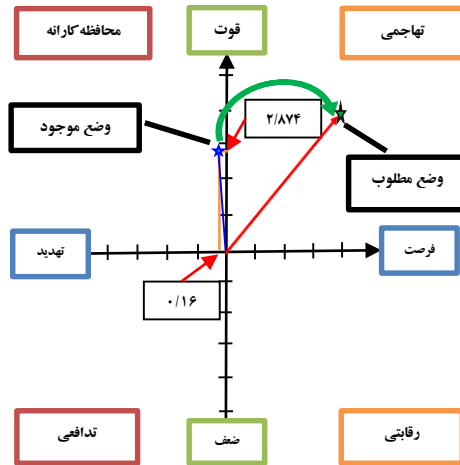 تهاجمی
قوت
محافظه‌کارانه
۲/۸۷۴
وضع موجود
وضع مطلوب
فرصت
تهدید
۰/۱۶
رقابتی
ضعف
تدافعی